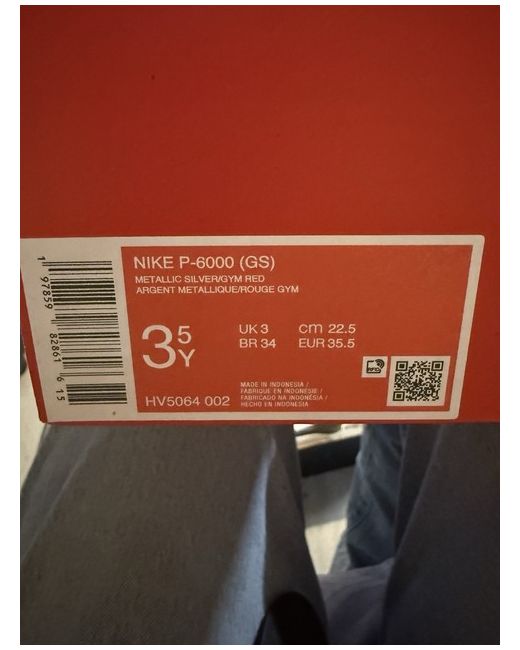 NIKE P-6000 (GS)
METALLIC SILVER/GYM RED
ARGENT METALLIQUE/ROUGE GYM
3 5 Y
UK 3 cm 22.5
BR 34 EUR 35.5
RFID
HV5064 002
MADE IN INDONESIA /
FABRIQUE EN INDONESIE /
FABRICADO NA INDONÉSIA /
HECHO EN INDONESIA
1 97859 82861 6 15